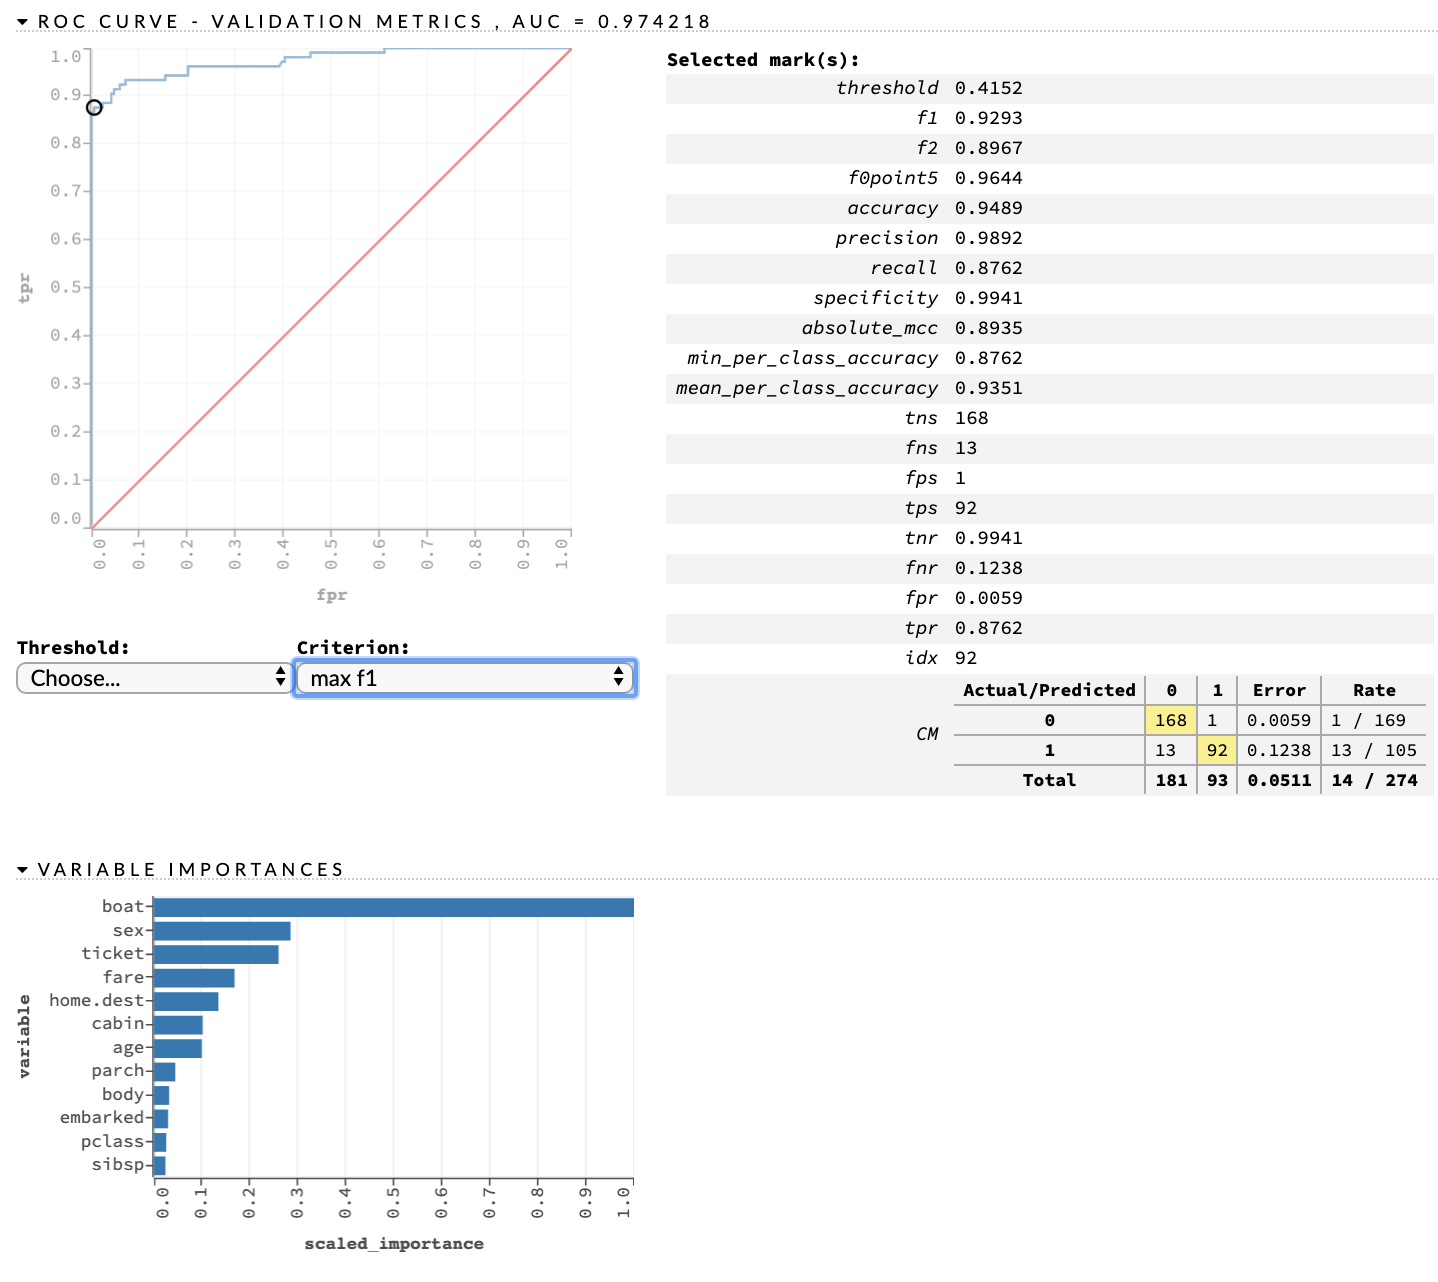 ROC CURVE - VALIDATION METRICS , AUC = 0.974218
1.0
0.9
0.8
0.7
0.6
0.5
0.4
0.3
0.2
0.1
0.0
tpr
0.0 0.1 0.2 0.3 0.4 0.5 0.6 0.7 0.8 0.9 1.0
fpr
Threshold: Criterion:
Choose... max f1
Selected mark(s):
threshold 0.4152
f1 0.9293
f2 0.8967
f0point5 0.9644
accuracy 0.9489
precision 0.9892
recall 0.8762
specificity 0.9941
absolute_mcc 0.8935
min_per_class_accuracy 0.8762
mean_per_class_accuracy 0.9351
tns 168
fns 13
fps 1
tps 92
tnr 0.9941
fnr 0.1238
fpr 0.0059
tpr 0.8762
idx 92
CM
Actual/Predicted 0 1 Error Rate
0 168 1 0.0059 1 / 169
1 13 92 0.1238 13 / 105
Total 181 93 0.0511 14 / 274
VARIABLE IMPORTANCES
variable
boat
sex
ticket
fare
home.dest
cabin
age
parch
body
embarked
pclass
sibsp
0.0 0.1 0.2 0.3 0.4 0.5 0.6 0.7 0.8 0.9 1.0
scaled_importance